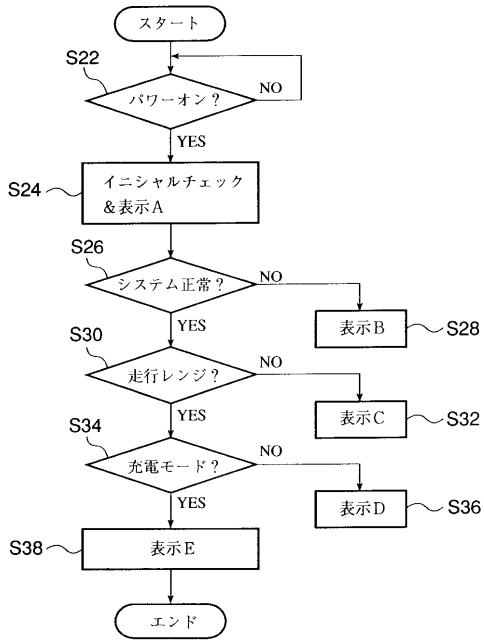 スタート
S22
パワーオン?
NO
YES
S24
イニシャルチェック
&表示A
S26
システム正常?
NO
YES
表示B
S28
S30
走行レンジ?
NO
YES
表示C
S32
S34
充電モード?
NO
YES
表示D
S36
S38
表示E
エンド